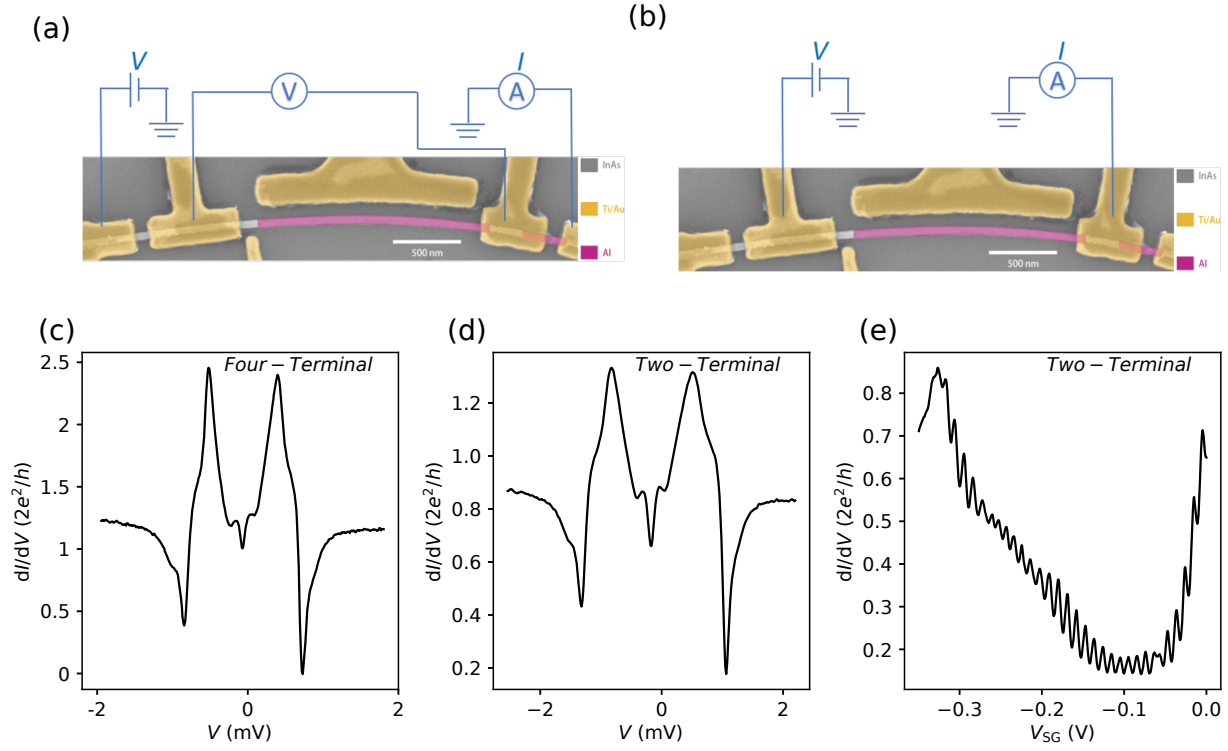 (a)
V
I
V
A
InAs
Ti/Au
Al
500 nm
(b)
V
I
A
InAs
Ti/Au
Al
500 nm
(c)
Four − Terminal
dI/dV (2e²/h)
2.5
2
1.5
1
0.5
0
-2
0
2
V (mV)
(d)
Two − Terminal
dI/dV (2e²/h)
1.2
1.0
0.8
0.6
0.4
0.2
-2
0
2
V (mV)
(e)
Two − Terminal
dI/dV (2e²/h)
0.8
0.7
0.6
0.5
0.4
0.3
0.2
−0.3
−0.2
−0.1
0.0
V_SG (V)